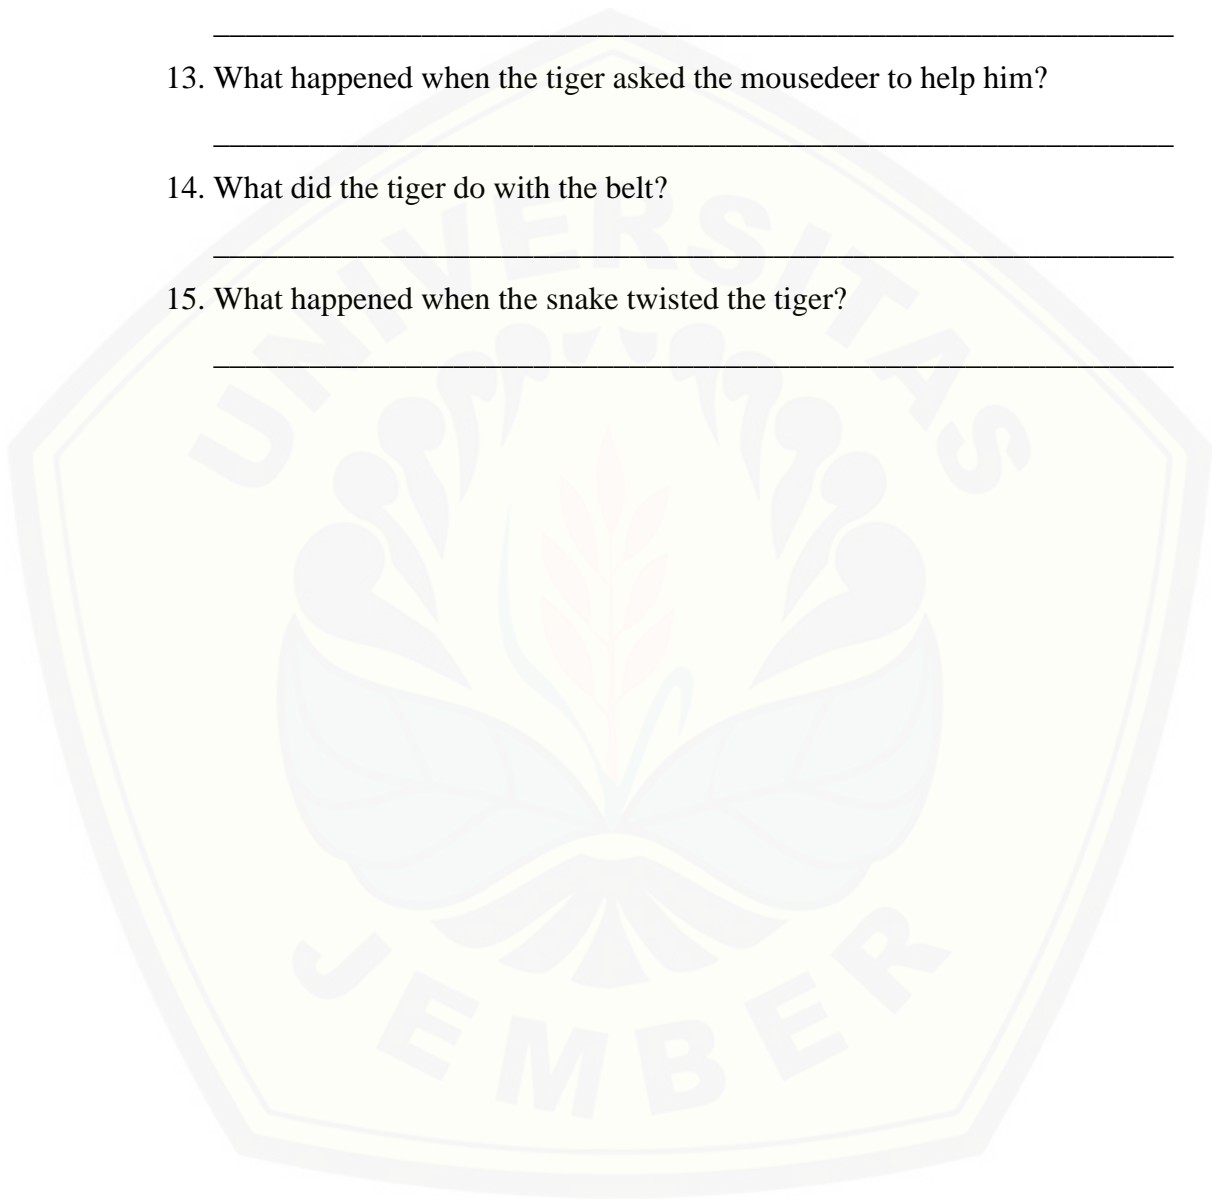 13. What happened when the tiger asked the mousedeer to help him?
14. What did the tiger do with the belt?
15. What happened when the snake twisted the tiger?
UNIVERSITAS
JEMBER